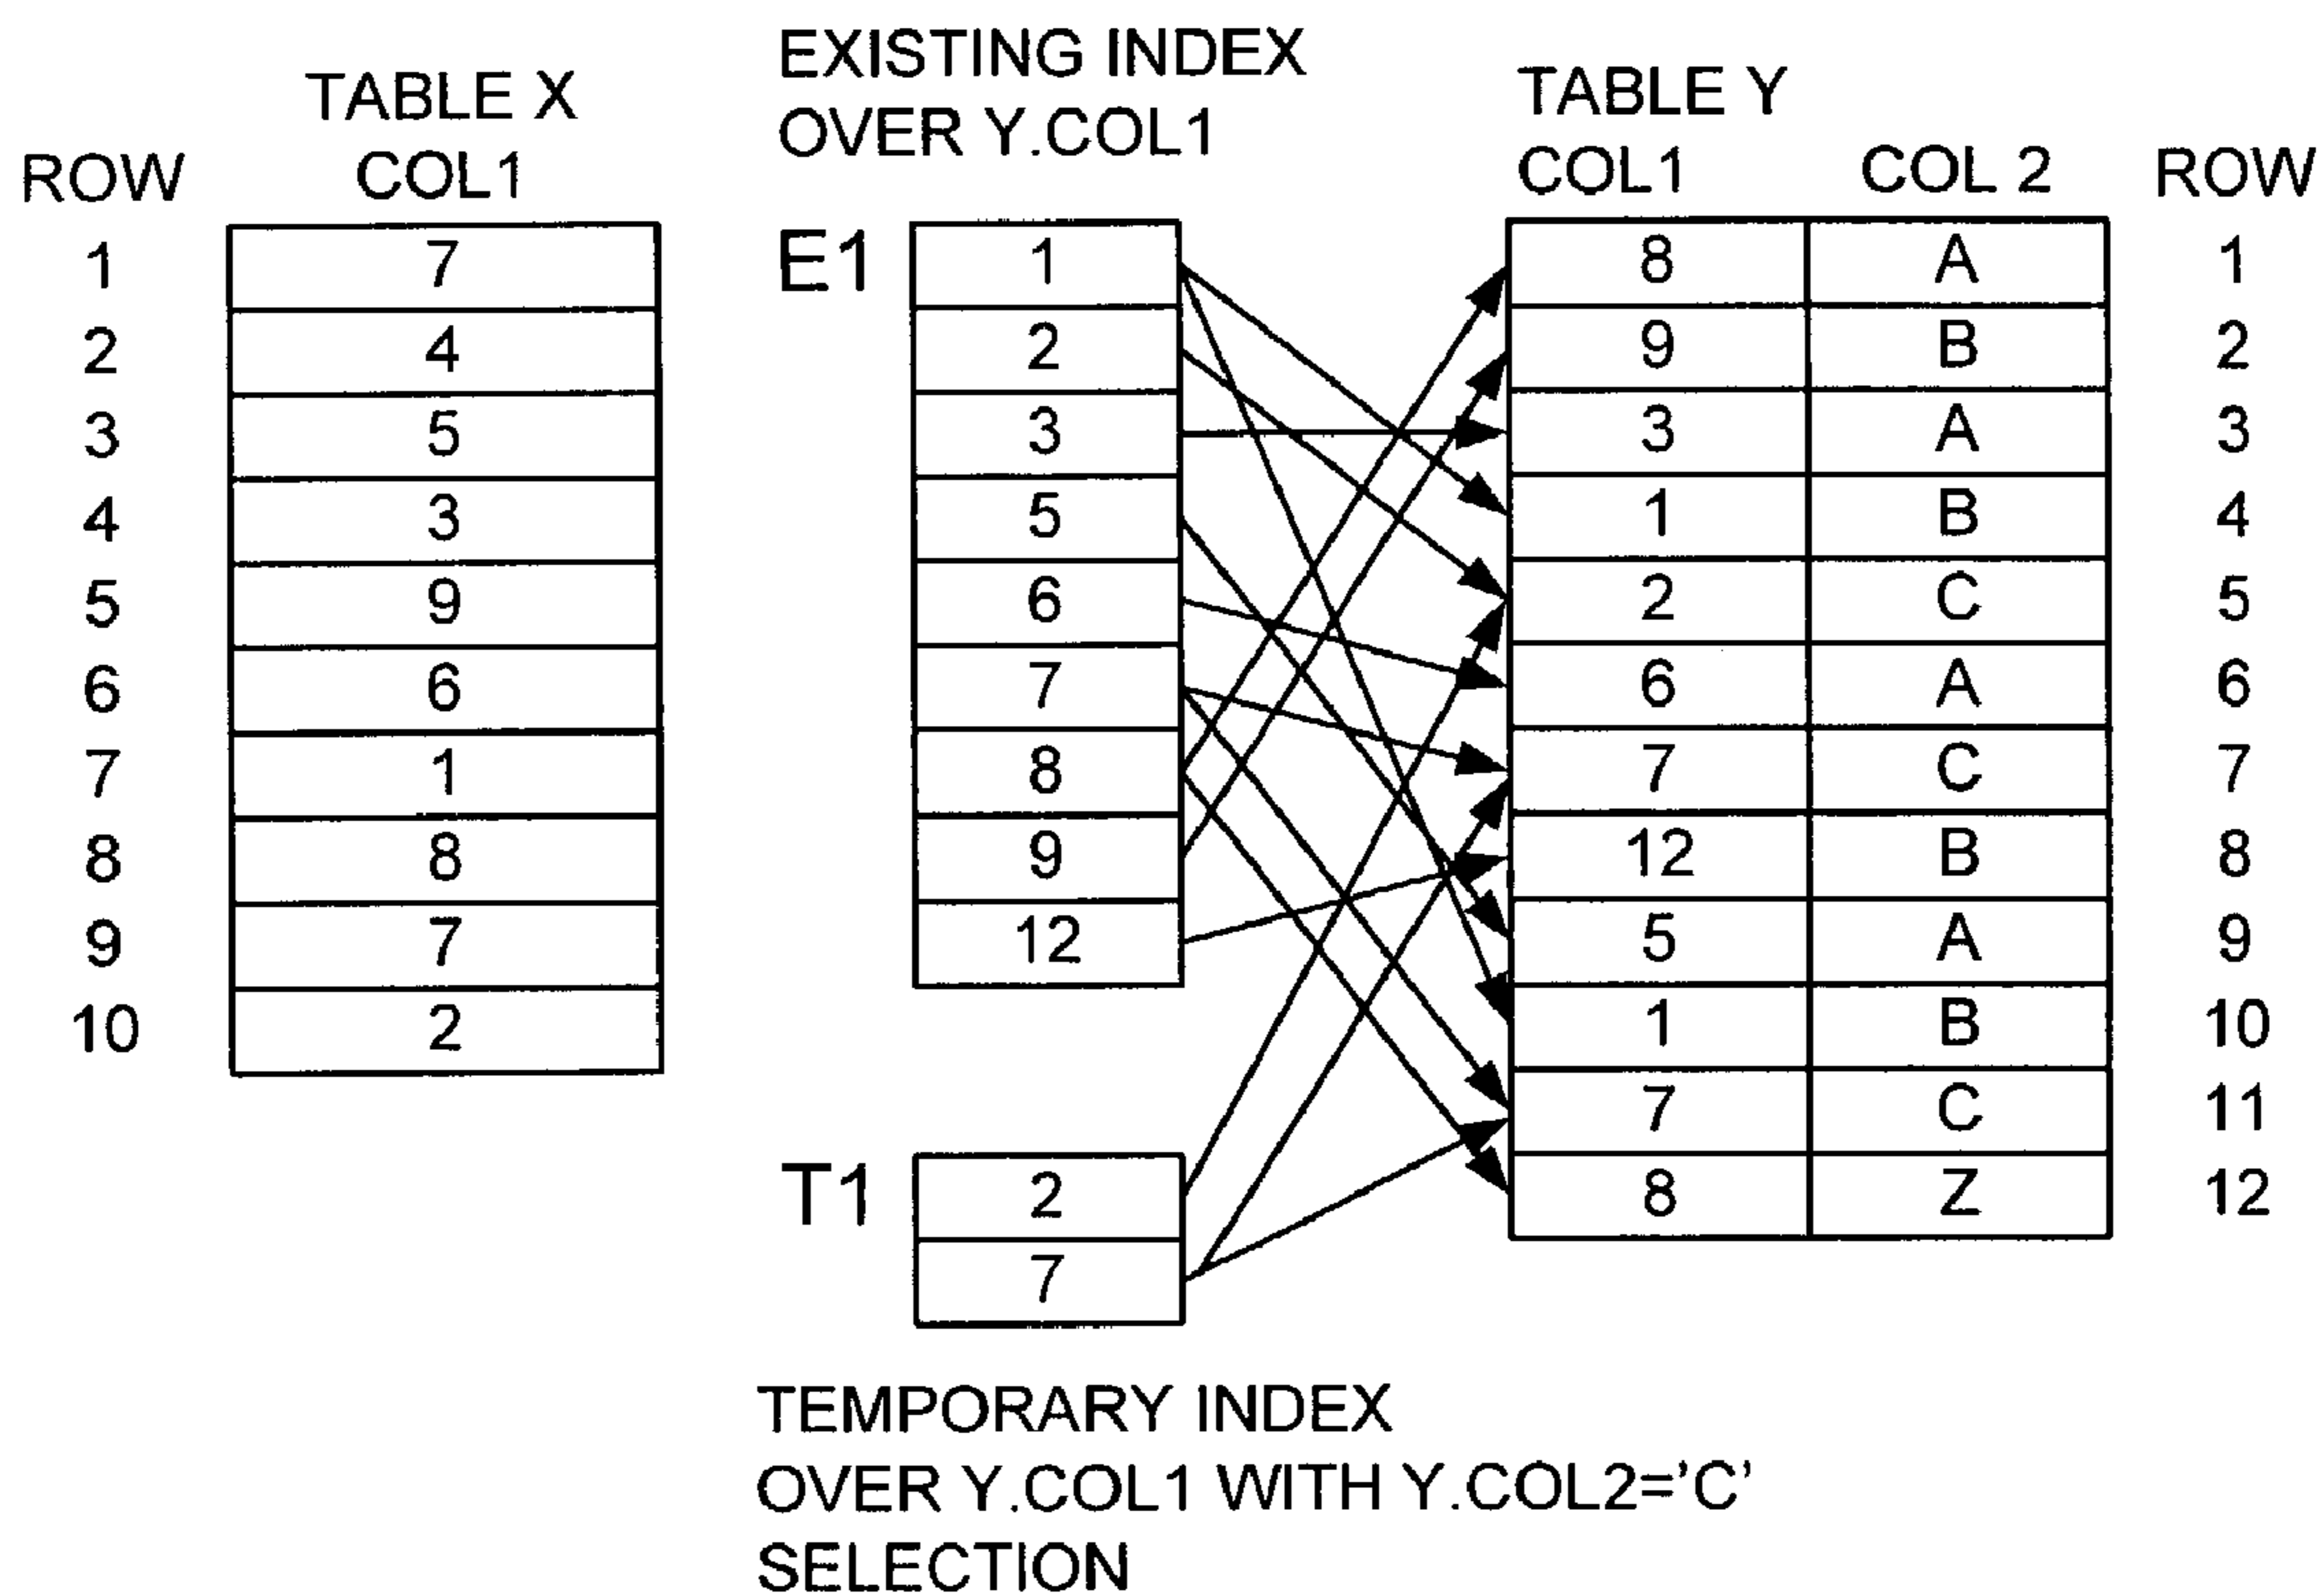 EXISTING INDEX
OVER Y.COL1
TABLE X
TABLE Y
ROW COL1
COL1 COL 2 ROW
1 7 E1 1 8 A 1
2 4 2 9 B 2
3 5 3 3 A 3
4 3 5 1 B 4
5 9 6 2 C 5
6 6 7 6 A 6
7 1 8 7 C 7
8 8 9 12 B 8
9 7 12 5 A 9
10 2 1 B 10
7 C 11
T1 2 8 Z 12
7
TEMPORARY INDEX
OVER Y.COL1 WITH Y.COL2='C'
SELECTION